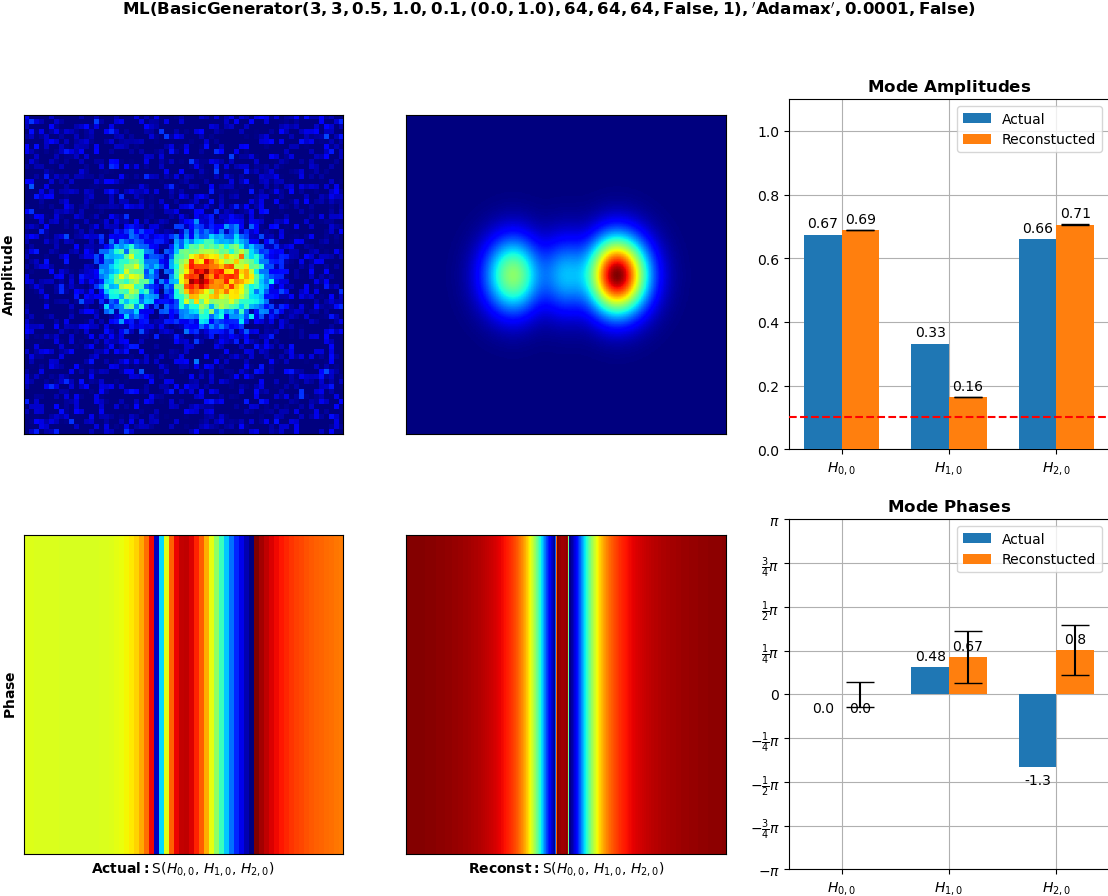 ML(BasicGenerator(3, 3, 0.5, 1.0, 0.1, (0.0, 1.0), 64, 64, 64, False, 1), ′Adamax′, 0.0001, False)
Amplitude
Mode Amplitudes
Actual
Reconstucted
1.0
0.8
0.6
0.4
0.2
0.0
0.67
0.69
0.33
0.16
0.66
0.71
H0,0
H1,0
H2,0
Phase
Actual: S(H0,0, H1,0, H2,0)
Reconst: S(H0,0, H1,0, H2,0)
Mode Phases
Actual
Reconstucted
π
3/4π
1/2π
1/4π
0
−1/4π
−1/2π
−3/4π
−π
0.0
0.0
0.48
0.67
-1.3
0.8
H0,0
H1,0
H2,0